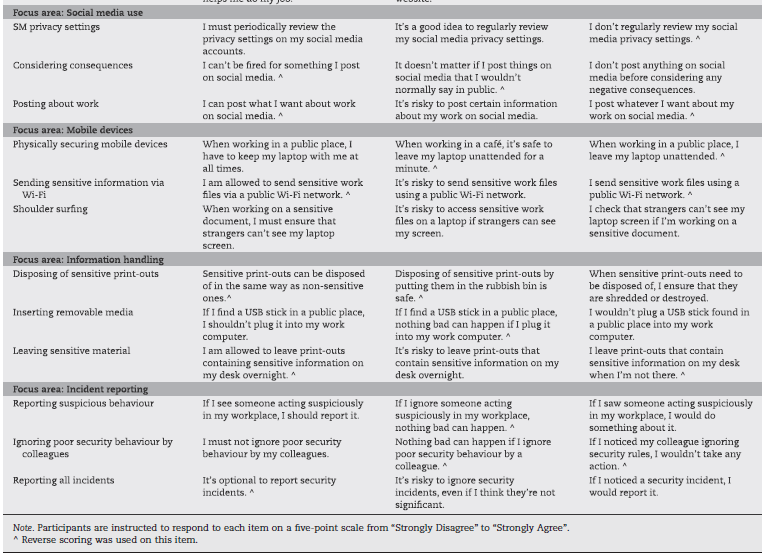 helps me do my job.
website.
Focus area: Social media use
SM privacy settings
I must periodically review the
privacy settings on my social media
accounts.
It's a good idea to regularly review
my social media privacy settings.
I don't regularly review my social
media privacy settings. ^
Considering consequences
I can't be fired for something I post
on social media. ^
It doesn't matter if I post things on
social media that I wouldn't
normally say in public. ^
I don't post anything on social
media before considering any
negative consequences.
Posting about work
I can post what I want about work
on social media. ^
It's risky to post certain information
about my work on social media.
I post whatever I want about my
work on social media. ^
Focus area: Mobile devices
Physically securing mobile devices
When working in a public place, I
have to keep my laptop with me at
all times.
When working in a café, it's safe to
leave my laptop unattended for a
minute. ^
When working in a public place, I
leave my laptop unattended. ^
Sending sensitive information via
Wi-Fi
I am allowed to send sensitive work
files via a public Wi-Fi network. ^
It's risky to send sensitive work files
using a public Wi-Fi network.
I send sensitive work files using a
public Wi-Fi network. ^
Shoulder surfing
When working on a sensitive
document, I must ensure that
strangers can't see my laptop
screen.
It's risky to access sensitive work
files on a laptop if strangers can see
my screen.
I check that strangers can't see my
laptop screen if I'm working on a
sensitive document.
Focus area: Information handling
Disposing of sensitive print-outs
Sensitive print-outs can be disposed
of in the same way as non-sensitive
ones.^
Disposing of sensitive print-outs by
putting them in the rubbish bin is
safe. ^
When sensitive print-outs need to
be disposed of, I ensure that they
are shredded or destroyed.
Inserting removable media
If I find a USB stick in a public place,
I shouldn't plug it into my work
computer.
If I find a USB stick in a public place,
nothing bad can happen if I plug it
into my work computer. ^
I wouldn't plug a USB stick found in
a public place into my work
computer.
Leaving sensitive material
I am allowed to leave print-outs
containing sensitive information on
my desk overnight. ^
It's risky to leave print-outs that
contain sensitive information on my
desk overnight.
I leave print-outs that contain
sensitive information on my desk
when I'm not there. ^
Focus area: Incident reporting
Reporting suspicious behaviour
If I see someone acting suspiciously
in my workplace, I should report it.
If I ignore someone acting
suspiciously in my workplace,
nothing bad can happen. ^
If I saw someone acting suspiciously
in my workplace, I would do
something about it.
Ignoring poor security behaviour by
colleagues
I must not ignore poor security
behaviour by my colleagues.
Nothing bad can happen if I ignore
poor security behaviour by a
colleague. ^
If I noticed my colleague ignoring
security rules, I wouldn't take any
action. ^
Reporting all incidents
It's optional to report security
incidents. ^
It's risky to ignore security
incidents, even if I think they're not
significant.
If I noticed a security incident, I
would report it.
Note. Participants are instructed to respond to each item on a five-point scale from “Strongly Disagree” to “Strongly Agree”.
^ Reverse scoring was used on this item.